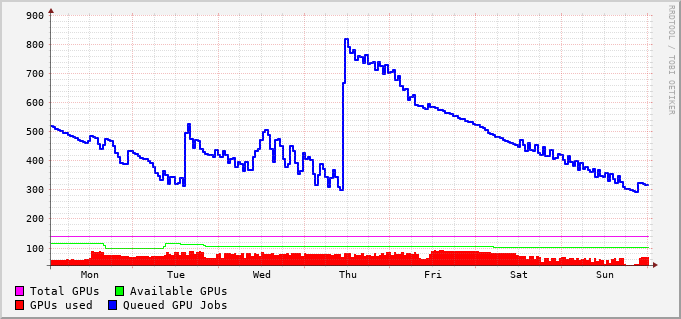 900
800
700
600
500
400
300
200
100
Mon Tue Wed Thu Fri Sat Sun
Total GPUs Available GPUs
GPUs used Queued GPU Jobs
RRDTOOL / TOBI OETIKER